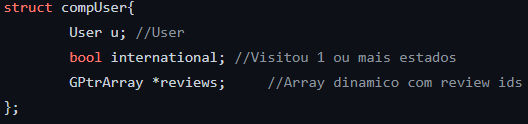 struct compUser{
User u; //User
bool international; //Visitou 1 ou mais estados
GPtrArray *reviews; //Array dinamico com review ids
};